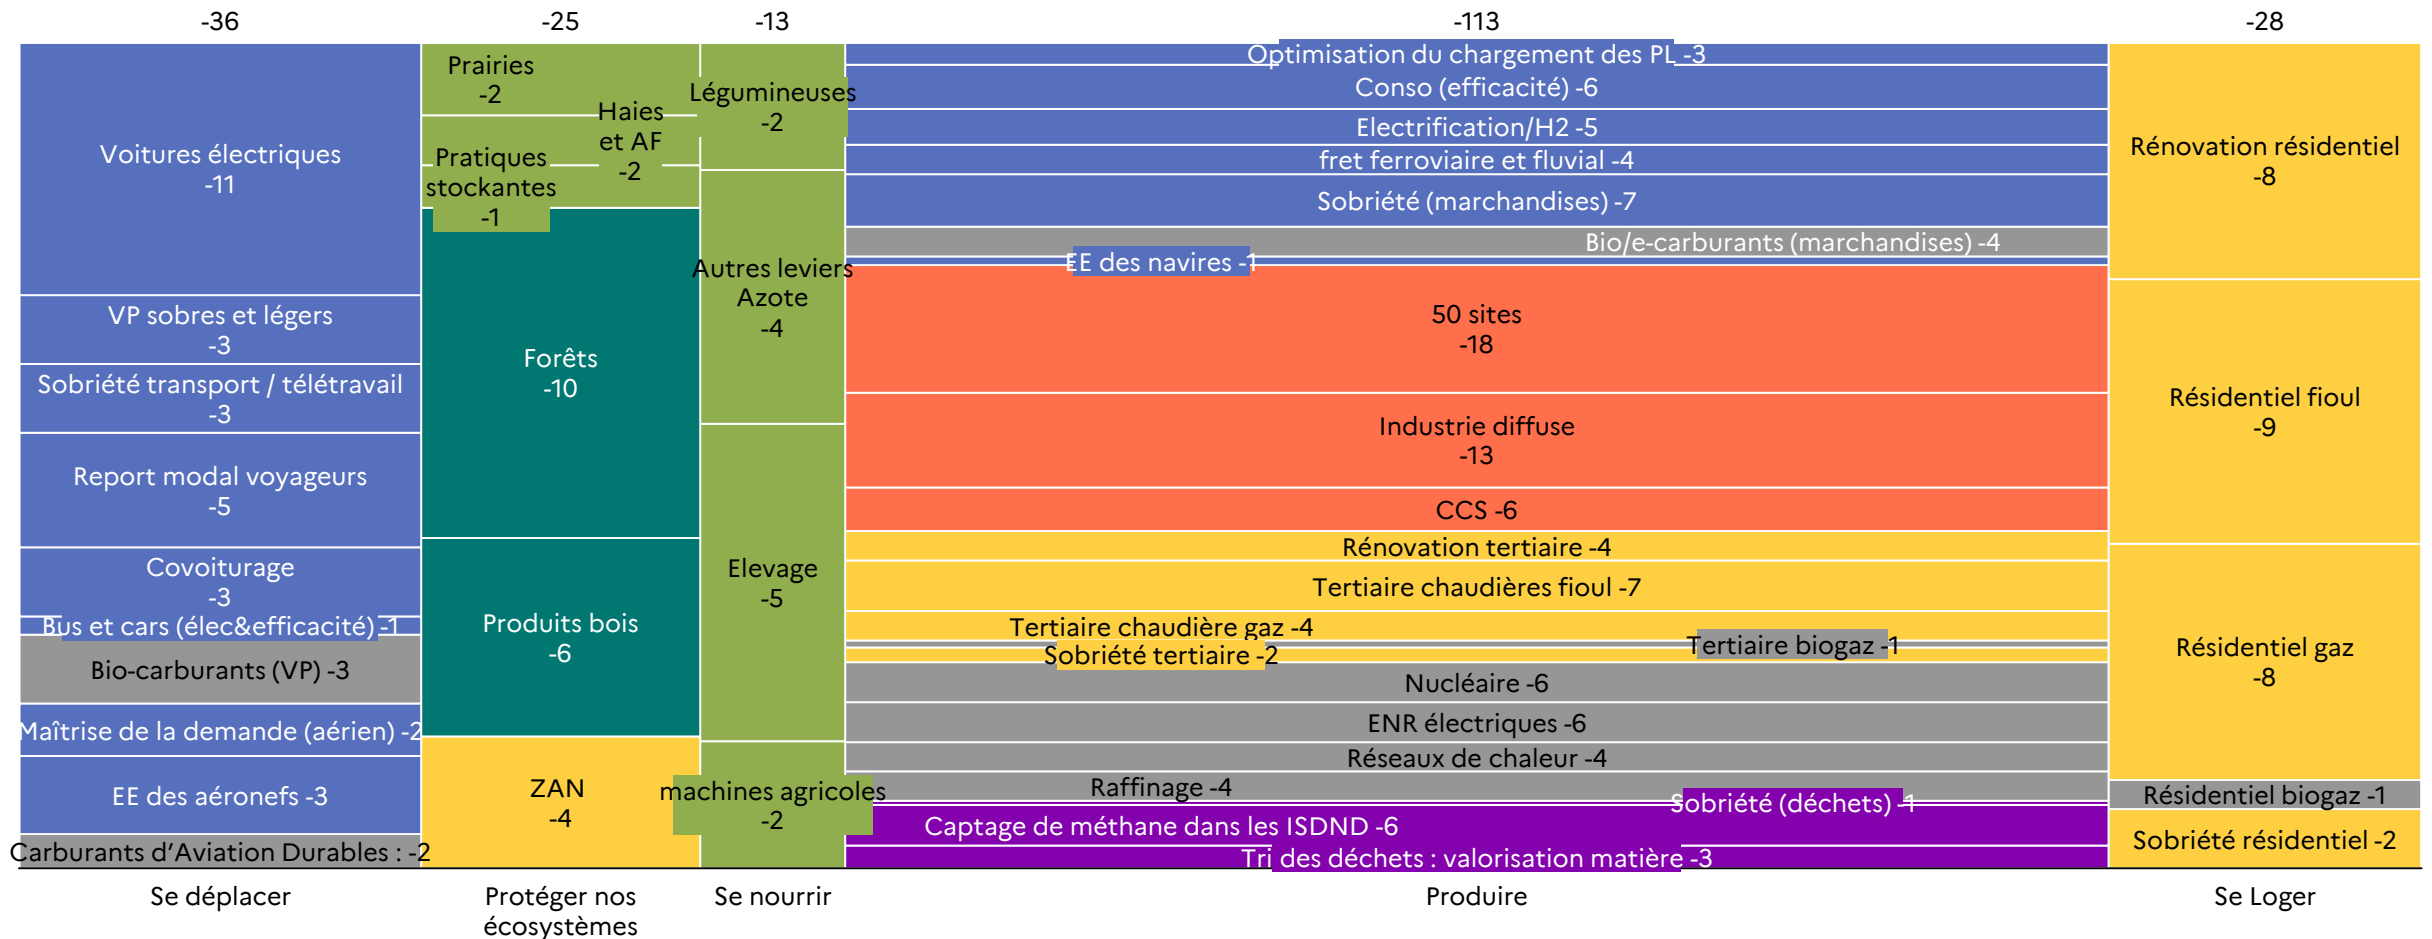 -36
-25
-13
-113
-28
Voitures électriques
-11
VP sobres et légers
-3
Sobriété transport / télétravail
-3
Report modal voyageurs
-5
Covoiturage
-3
Bus et cars (élec&efficacité) -1
Bio-carburants (VP) -3
Maîtrise de la demande (aérien) -2
EE des aéronefs -3
Carburants d’Aviation Durables : -2
Prairies
-2
Haies
et AF
-2
Pratiques
stockantes
-1
Forêts
-10
Produits bois
-6
ZAN
-4
Légumineuses
-2
Autres leviers
Azote
-4
Elevage
-5
machines agricoles
-2
Optimisation du chargement des PL -3
Conso (efficacité) -6
Electrification/H2 -5
fret ferroviaire et fluvial -4
Sobriété (marchandises) -7
Bio/e-carburants (marchandises) -4
EE des navires -1
50 sites
-18
Industrie diffuse
-13
CCS -6
Rénovation tertiaire -4
Tertiaire chaudières fioul -7
Tertiaire chaudière gaz -4
Tertiaire biogaz -1
Sobriété tertiaire -2
Nucléaire -6
ENR électriques -6
Réseaux de chaleur -4
Raffinage -4
Sobriété (déchets) -1
Captage de méthane dans les ISDND -6
Tri des déchets : valorisation matière -3
Rénovation résidentiel
-8
Résidentiel fioul
-9
Résidentiel gaz
-8
Résidentiel biogaz -1
Sobriété résidentiel -2
Se déplacer
Protéger nos
écosystèmes
Se nourrir
Produire
Se Loger